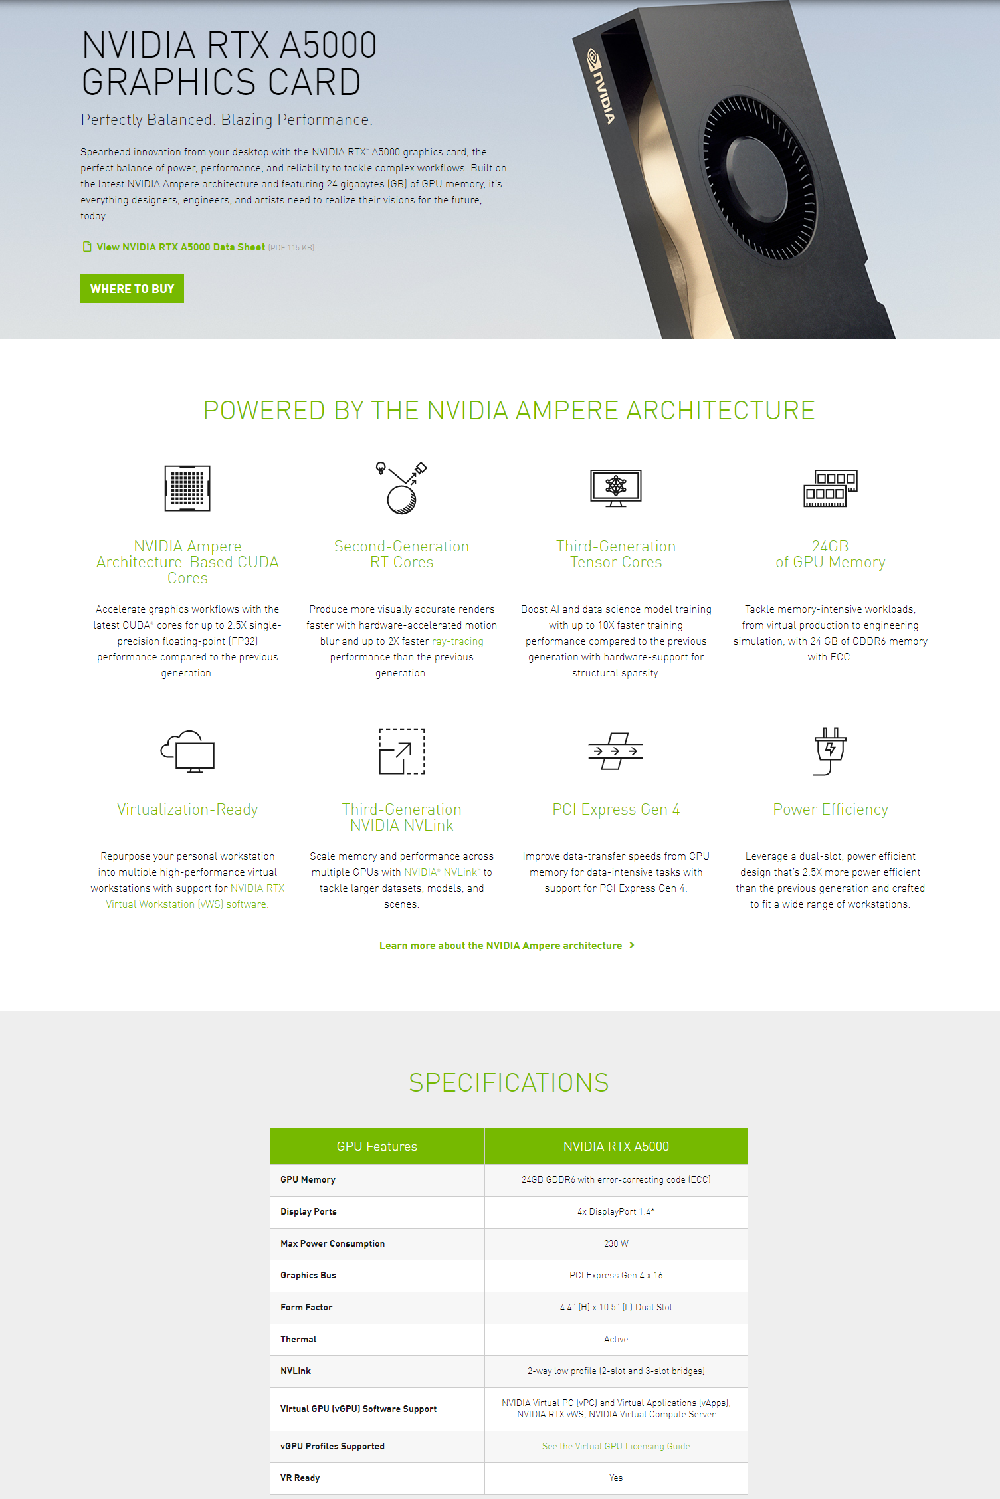 NVIDIA RTX A5000
GRAPHICS CARD
Perfectly Balanced. Blazing Performance.
Spearhead innovation from your desktop with the NVIDIA RTX™ A5000 graphics card, the
perfect balance of power, performance, and reliability to tackle complex workflows. Built on
the latest NVIDIA Ampere architecture and featuring 24 gigabytes (GB) of GPU memory, it's
everything designers, engineers, and artists need to realize their visions for the future,
today.
View NVIDIA RTX A5000 Data Sheet (PDF 115 KB)
WHERE TO BUY
NVIDIA
POWERED BY THE NVIDIA AMPERE ARCHITECTURE
NVIDIA Ampere
Architecture-Based CUDA
Cores
Accelerate graphics workflows with the
latest CUDA® cores for up to 2.5X single-
precision floating-point (FP32)
performance compared to the previous
generation.
Second-Generation
RT Cores
Produce more visually accurate renders
faster with hardware-accelerated motion
blur and up to 2X faster ray-tracing
performance than the previous
generation.
Third-Generation
Tensor Cores
Boost AI and data science model training
with up to 10X faster training
performance compared to the previous
generation with hardware-support for
structural sparsity.
24GB
of GPU Memory
Tackle memory-intensive workloads,
from virtual production to engineering
simulation, with 24 GB of GDDR6 memory
with ECC.
Virtualization-Ready
Repurpose your personal workstation
into multiple high-performance virtual
workstations with support for NVIDIA RTX
Virtual Workstation (vWS) software.
Third-Generation
NVIDIA NVLink
Scale memory and performance across
multiple GPUs with NVIDIA® NVLink™ to
tackle larger datasets, models, and
scenes.
PCI Express Gen 4
Improve data-transfer speeds from CPU
memory for data-intensive tasks with
support for PCI Express Gen 4.
Power Efficiency
Leverage a dual-slot, power efficient
design that's 2.5X more power efficient
than the previous generation and crafted
to fit a wide range of workstations.
Learn more about the NVIDIA Ampere architecture
SPECIFICATIONS
GPU Features NVIDIA RTX A5000
GPU Memory 24GB GDDR6 with error-correcting code (ECC)
Display Ports 4x DisplayPort 1.4*
Max Power Consumption 230 W
Graphics Bus PCI Express Gen 4 x 16
Form Factor 4.4" (H) x 10.5" (L) Dual Slot
Thermal Active
NVLink 2-way low profile (2-slot and 3-slot bridges)
Virtual GPU (vGPU) Software Support NVIDIA Virtual PC (vPC) and Virtual Applications (vApps),
NVIDIA RTX vWS, NVIDIA Virtual Compute Server
vGPU Profiles Supported See the Virtual GPU Licensing Guide
VR Ready Yes